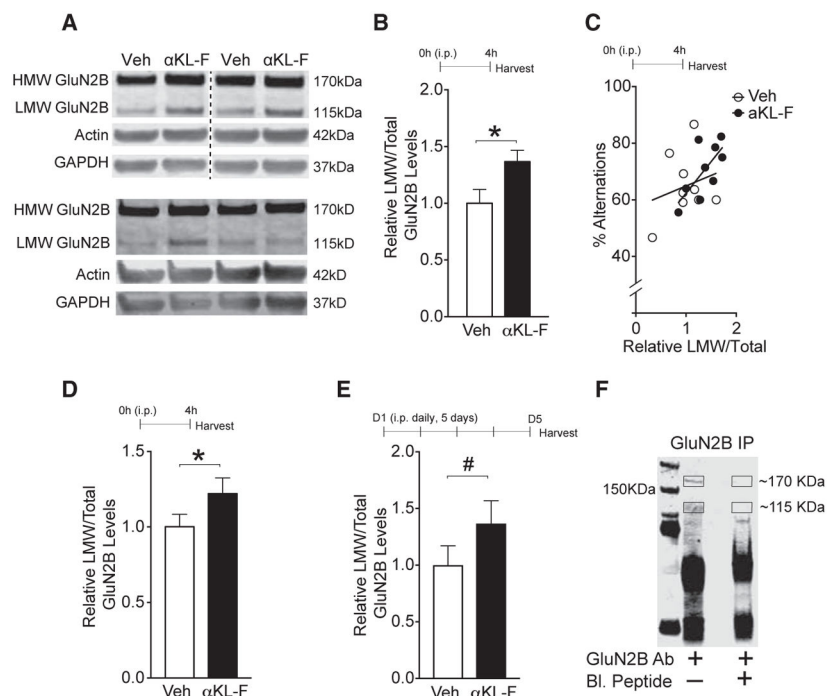 A
Veh αKL-F Veh αKL-F
HMW GluN2B 170kDa
LMW GluN2B 115kDa
Actin 42kDa
GAPDH 37kDa
HMW GluN2B 170kD
LMW GluN2B 115kD
Actin 42kD
GAPDH 37kD
B
0h (i.p.) 4h
Harvest
Relative LMW/Total
GluN2B Levels
2.0
1.5
1.0
0.5
0.0
*
Veh αKL-F
C
0h (i.p.) 4h
Harvest
Veh
aKL-F
% Alternations
100
80
60
40
0 1 2
Relative LMW/Total
D
0h (i.p.) 4h
Harvest
Relative LMW/Total
GluN2B Levels
1.5
1.0
0.5
0.0
*
Veh αKL-F
E
D1 (i.p. daily, 5 days) D5
Harvest
Relative LMW/Total
GluN2B Levels
2.0
1.5
1.0
0.5
0.0
#
Veh αKL-F
F
GluN2B IP
150KDa
~170 KDa
~115 KDa
GluN2B Ab + +
Bl. Peptide – +